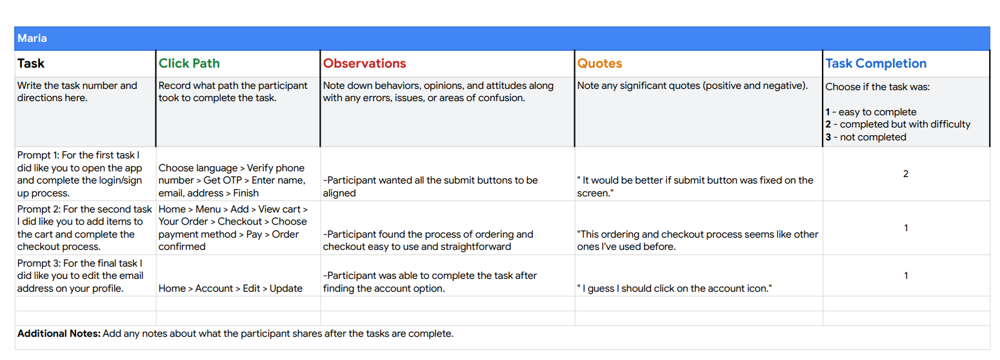 Maria
Task
Click Path
Observations
Quotes
Task Completion
Write the task number and
directions here.
Record what path the participant
took to complete the task.
Note down behaviors, opinions, and attitudes along
with any errors, issues, or areas of confusion.
Note any significant quotes (positive and negative).
Choose if the task was:
1 - easy to complete
2 - completed but with difficulty
3 - not completed
Prompt 1: For the first task I
did like you to open the app
and complete the login/sign
up process.
Choose language > Verify phone
number > Get OTP > Enter name,
email, address > Finish
-Participant wanted all the submit buttons to be
aligned
" It would be better if submit button was fixed on the
screen."
2
Prompt 2: For the second task
I did like you to add items to
the cart and complete the
checkout process.
Home > Menu > Add > View cart >
Your Order > Checkout > Choose
payment method > Pay > Order
confirmed
-Participant found the process of ordering and
checkout easy to use and straightforward
"This ordering and checkout process seems like other
ones I've used before.
1
Prompt 3: For the final task I
did like you to edit the email
address on your profile.
Home > Account > Edit > Update
-Participant was able to complete the task after
finding the account option.
" I guess I should click on the account icon."
1
Additional Notes: Add any notes about what the participant shares after the tasks are complete.